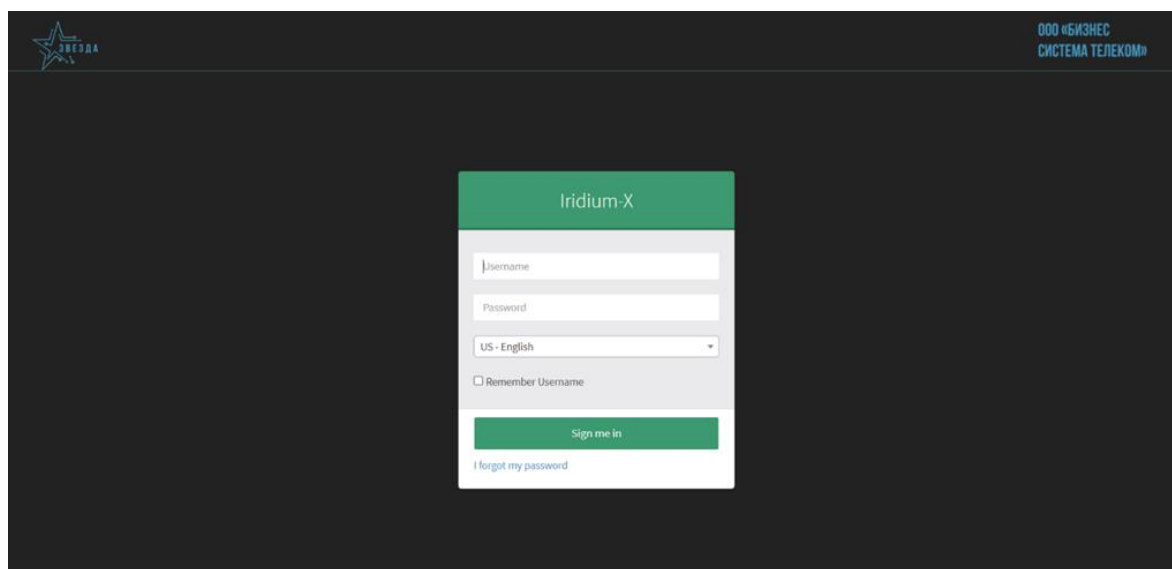 ЗВЕЗДА
ООО «БИЗНЕС
СИСТЕМА ТЕЛЕКОМ»
Iridium-X
Username
Password
US - English
Remember Username
Sign me in
I forgot my password